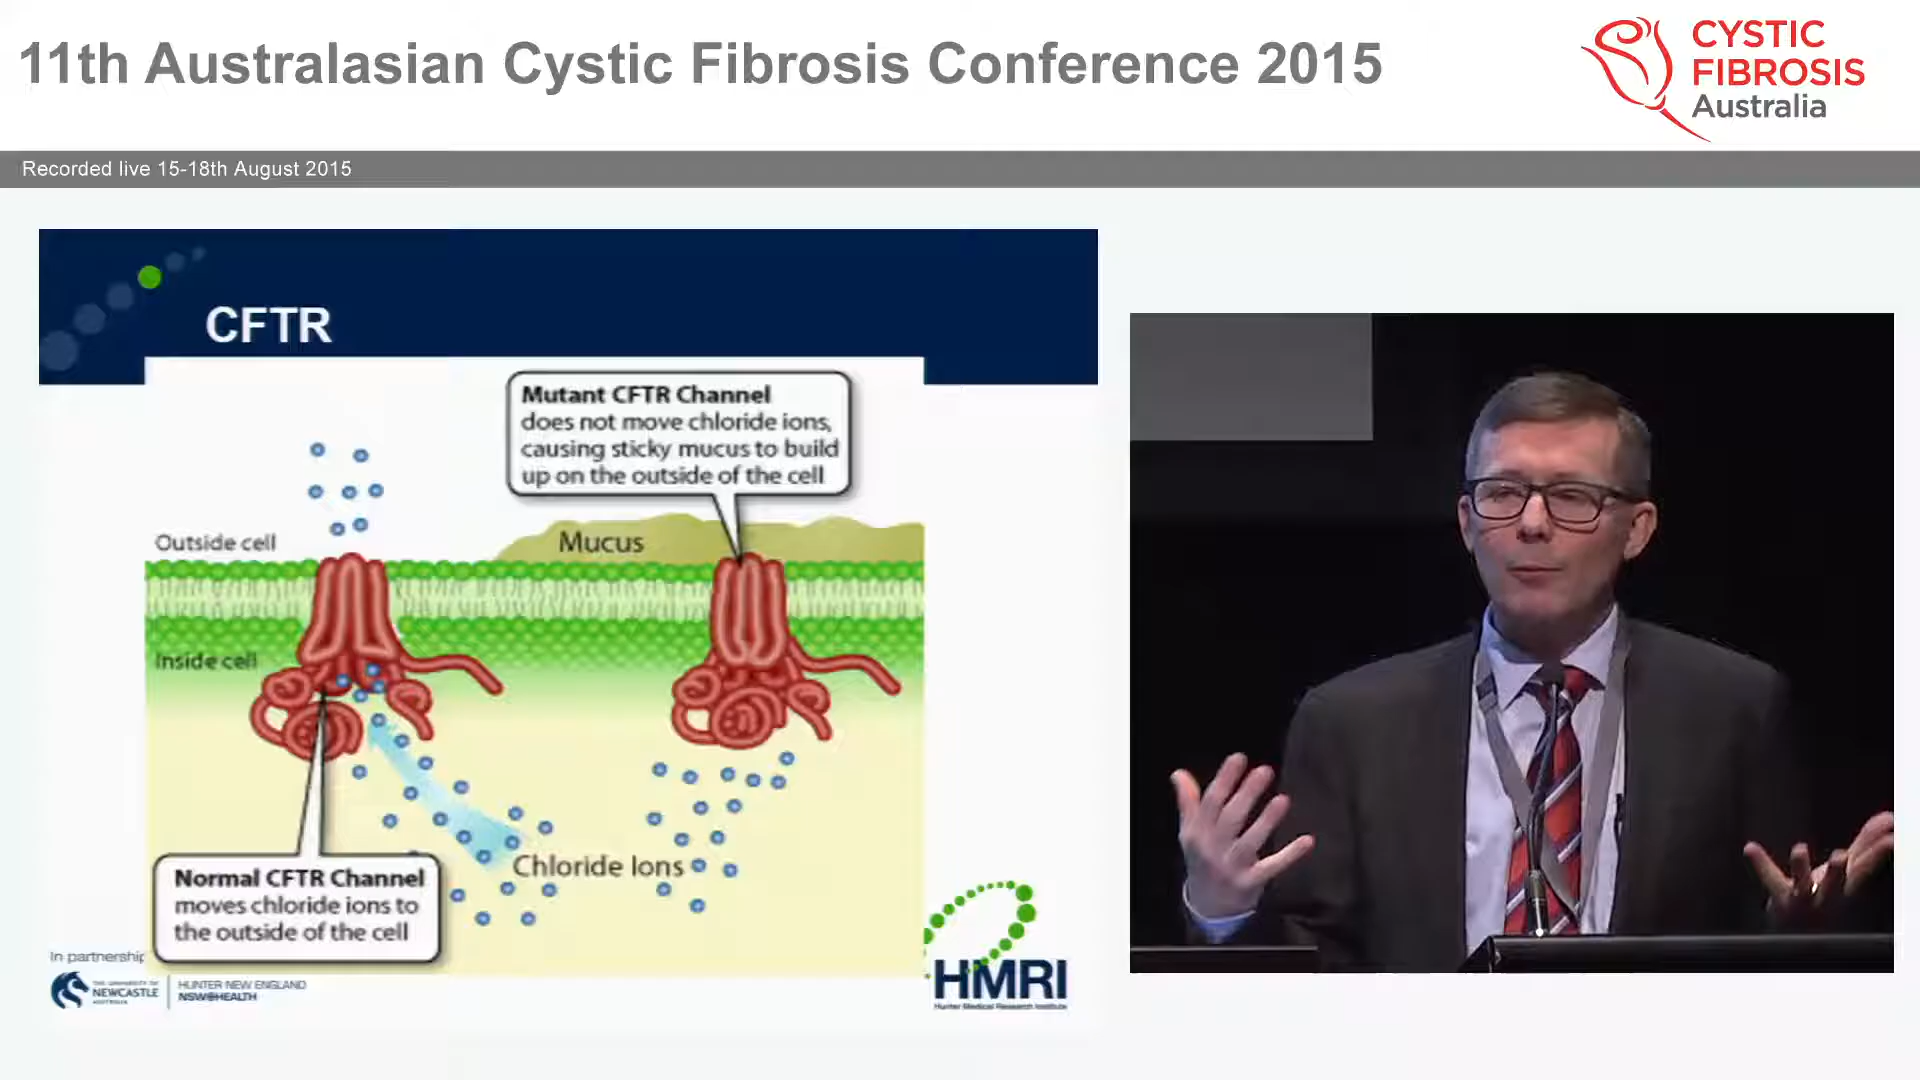 11th Australasian Cystic Fibrosis Conference 2015
CYSTIC
FIBROSIS
Australia
Recorded live 15-18th August 2015
CFTR
Mutant CFTR Channel
does not move chloride ions,
causing sticky mucus to build
up on the outside of the cell
Outside cell
Mucus
Inside cell
Chloride Ions
Normal CFTR Channel
moves chloride ions to
the outside of the cell
In partnership
THE UNIVERSITY OF
NEWCASTLE
AUSTRALIA
HUNTER NEW ENGLAND
NSW HEALTH
HMRI
Hunter Medical Research Institute